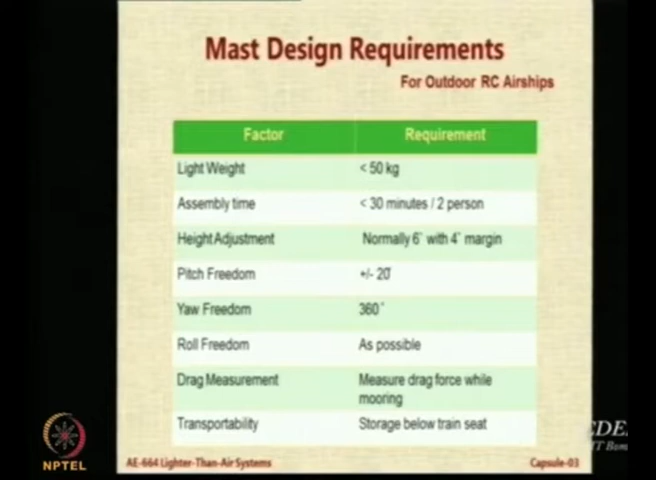 Mast Design Requirements
For Outdoor RC Airships
Factor Requirement
Light Weight < 50 kg
Assembly time < 30 minutes / 2 person
Height Adjustment Normally 6' with 4' margin
Pitch Freedom +/- 20°
Yaw Freedom 360°
Roll Freedom As possible
Drag Measurement Measure drag force while
mooring
Transportability Storage below train seat
NPTEL
AE-664 Lighter-Than-Air Systems Capsule-03